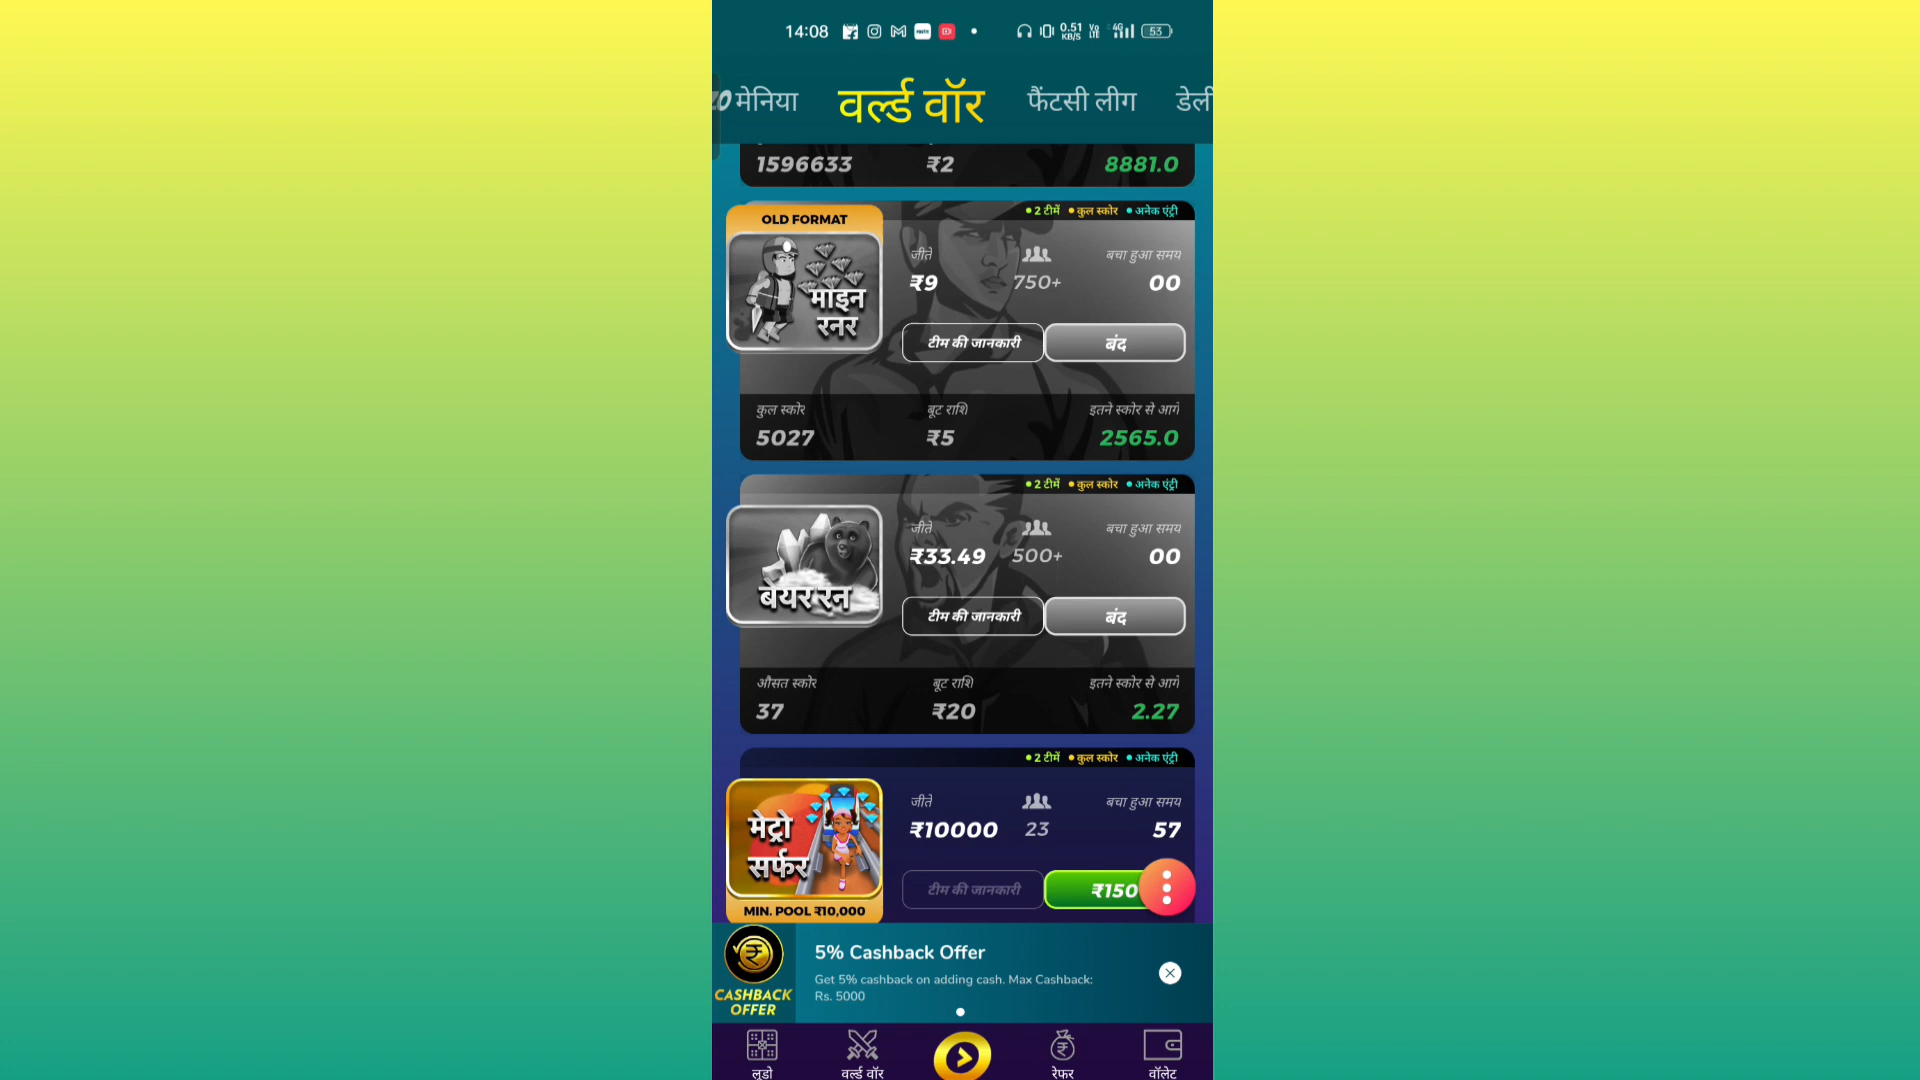 14:08 0.51 KB/S Vo LTE 4G 53
ZO मेनिया वर्ल्ड वॉर फैंटसी लीग डेली
1596633 ₹2 8881.0
OLD FORMAT
2 टीमें कुल स्कोर अनेक एंट्री
माइन
रनर
जीते बचा हुआ समय
₹9 750+ 00
टीम की जानकारी बंद
कुल स्कोर बूट राशि इतने स्कोर से आगे
5027 ₹5 2565.0
2 टीमें कुल स्कोर अनेक एंट्री
बेयर रन
जीते बचा हुआ समय
₹33.49 500+ 00
टीम की जानकारी बंद
औसत स्कोर बूट राशि इतने स्कोर से आगे
37 ₹20 2.27
2 टीमें कुल स्कोर अनेक एंट्री
मेट्रो
सर्फर
जीते बचा हुआ समय
₹10000 23 57
टीम की जानकारी ₹150
MIN. POOL ₹10,000
CASHBACK
OFFER
5% Cashback Offer
Get 5% cashback on adding cash. Max Cashback:
Rs. 5000
लूडो वर्ल्ड वॉर रेफर वॉलेट